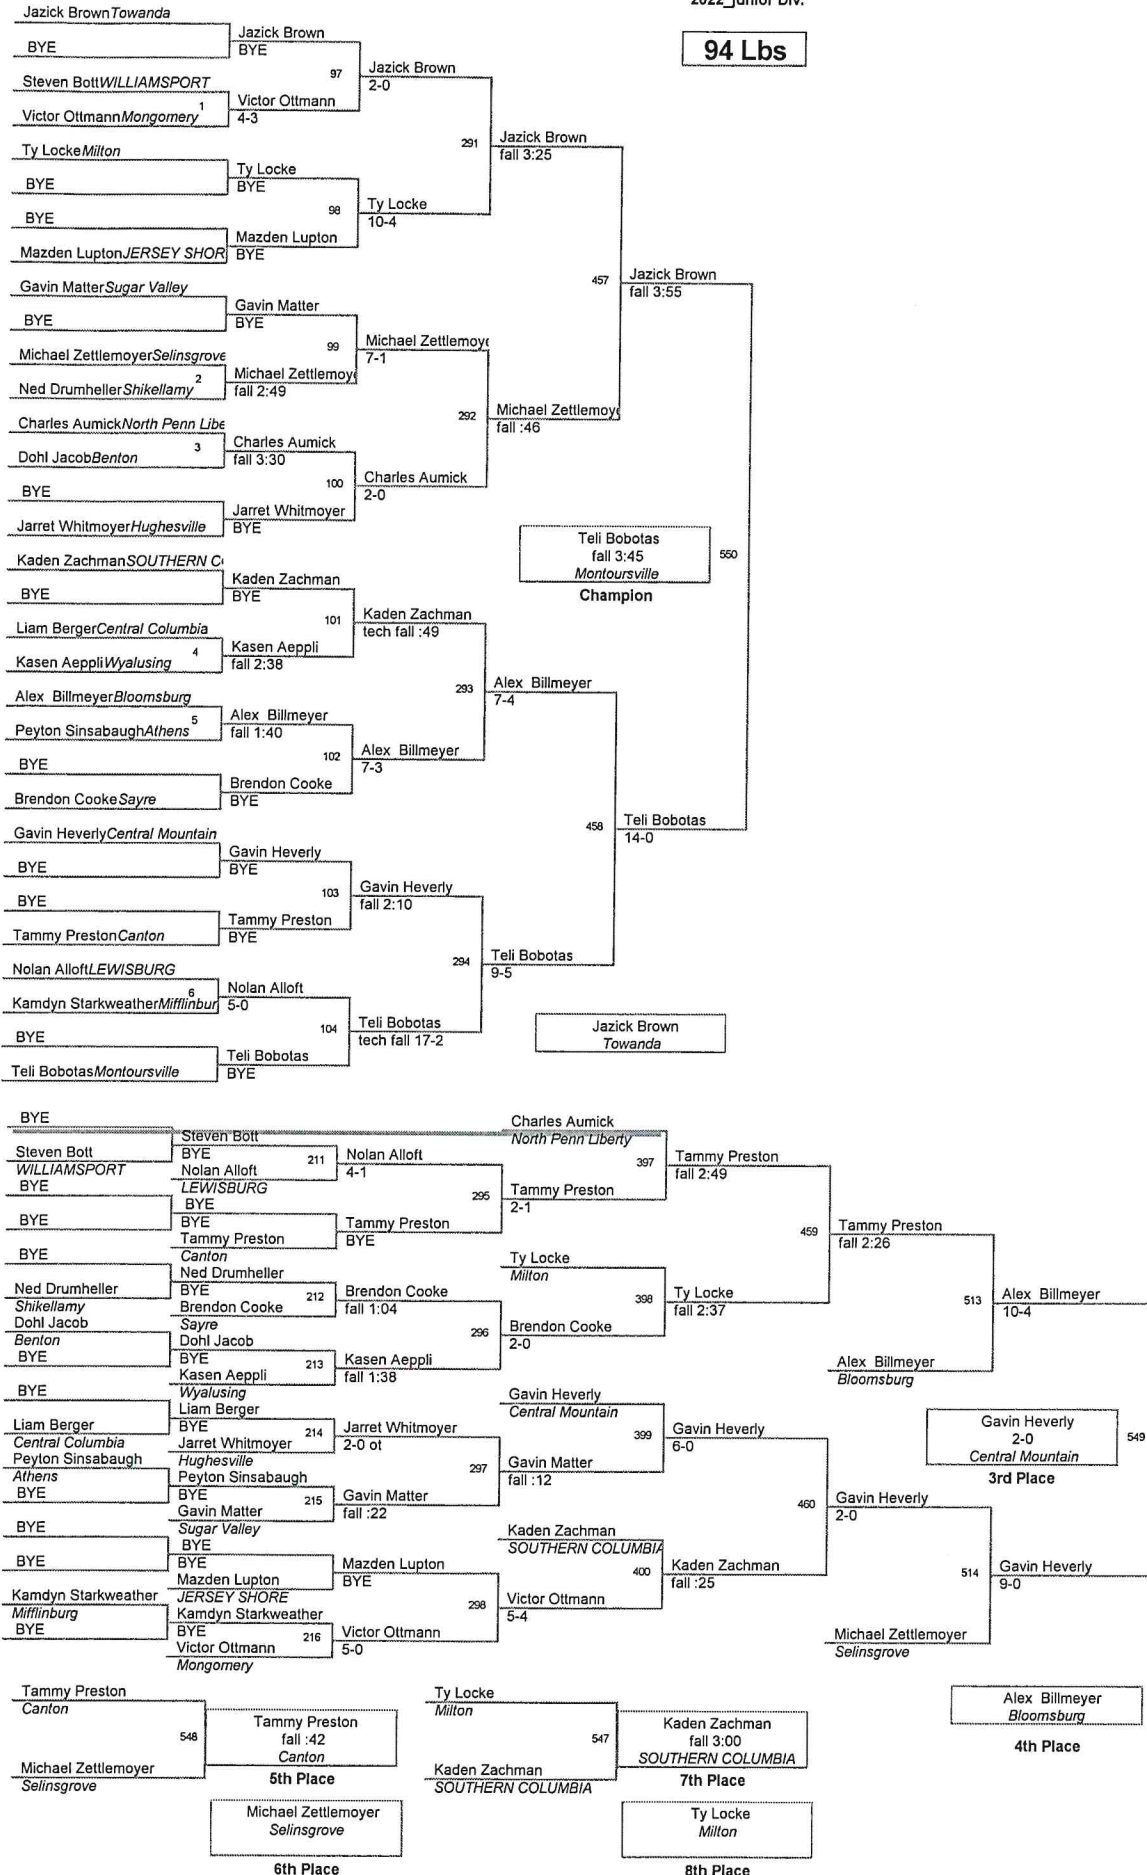 2022_Junior Div.
94 Lbs
Jazick Brown Towanda
Jazick Brown
BYE
BYE
97
Jazick Brown
2-0
Steven Bott WILLIAMSPORT
1
Victor Ottmann Mongomery
Victor Ottmann
4-3
291
Jazick Brown
fall 3:25
Ty Locke Milton
Ty Locke
BYE
BYE
98
Ty Locke
10-4
BYE
Mazden Lupton
BYE
Mazden Lupton JERSEY SHOR
457
Jazick Brown
fall 3:55
Gavin Matter Sugar Valley
Gavin Matter
BYE
BYE
99
Michael Zettlemoy
7-1
Michael Zettlemoyer Selinsgrove
2
Michael Zettlemoy
fall 2:49
Ned Drumheller Shikellamy
292
Michael Zettlemoy
fall :46
Charles Aumick North Penn Libe
3
Charles Aumick
fall 3:30
Dohl Jacob Benton
100
Charles Aumick
2-0
BYE
Jarret Whitmoyer
BYE
Jarret Whitmoyer Hughesville
Teli Bobotas
fall 3:45
Montoursville
550
Champion
Kaden Zachman SOUTHERN C
Kaden Zachman
BYE
BYE
101
Kaden Zachman
tech fall :49
Liam Berger Central Columbia
4
Kasen Aeppli
fall 2:38
Kasen Aeppli Wyalusing
293
Alex Billmeyer
7-4
Alex Billmeyer Bloomsburg
5
Alex Billmeyer
fall 1:40
Peyton Sinsabaugh Athens
102
Alex Billmeyer
7-3
BYE
Brendon Cooke
BYE
Brendon Cooke Sayre
458
Teli Bobotas
14-0
Gavin Heverly Central Mountain
Gavin Heverly
BYE
BYE
103
Gavin Heverly
fall 2:10
BYE
Tammy Preston
BYE
Tammy Preston Canton
294
Teli Bobotas
9-5
Nolan Alloft LEWISBURG
6
Nolan Alloft
5-0
Kamdyn Starkweather Mifflinbur
104
Teli Bobotas
tech fall 17-2
BYE
Teli Bobotas
BYE
Teli Bobotas Montoursville
Jazick Brown
Towanda
BYE
Steven Bott
WILLIAMSPORT
BYE
BYE
BYE
Ned Drumheller
Shikellamy
Dohl Jacob
Benton
BYE
BYE
Liam Berger
Central Columbia
Peyton Sinsabaugh
Athens
BYE
BYE
BYE
Kamdyn Starkweather
Mifflinburg
BYE
Steven Bott
BYE
211
Nolan Alloft
LEWISBURG
BYE
BYE
Tammy Preston
Canton
Ned Drumheller
BYE
212
Brendon Cooke
Sayre
Dohl Jacob
BYE
213
Kasen Aeppli
Wyalusing
Liam Berger
BYE
214
Jarret Whitmoyer
Hughesville
Peyton Sinsabaugh
BYE
215
Gavin Matter
Sugar Valley
BYE
BYE
Mazden Lupton
JERSEY SHORE
Kamdyn Starkweather
BYE
216
Victor Ottmann
Mongomery
Nolan Alloft
4-1
295
Tammy Preston
BYE
Brendon Cooke
fall 1:04
296
Kasen Aeppli
fall 1:38
Jarret Whitmoyer
2-0 ot
297
Gavin Matter
fall :22
Mazden Lupton
BYE
298
Victor Ottmann
5-0
Charles Aumick
North Penn Liberty
397
Tammy Preston
2-1
Ty Locke
Milton
398
Brendon Cooke
2-0
Gavin Heverly
Central Mountain
399
Gavin Matter
fall :12
Kaden Zachman
SOUTHERN COLUMBIA
400
Victor Ottmann
5-4
Tammy Preston
fall 2:49
459
Ty Locke
fall 2:37
Gavin Heverly
6-0
460
Kaden Zachman
fall :25
Tammy Preston
fall 2:26
513
Alex Billmeyer
Bloomsburg
Alex Billmeyer
10-4
Gavin Heverly
2-0
Central Mountain
549
3rd Place
Gavin Heverly
2-0
514
Michael Zettlemoyer
Selinsgrove
Gavin Heverly
9-0
Tammy Preston
Canton
548
Michael Zettlemoyer
Selinsgrove
Tammy Preston
fall :42
Canton
5th Place
Michael Zettlemoyer
Selinsgrove
6th Place
Ty Locke
Milton
547
Kaden Zachman
SOUTHERN COLUMBIA
Kaden Zachman
fall 3:00
SOUTHERN COLUMBIA
7th Place
Ty Locke
Milton
8th Place
Alex Billmeyer
Bloomsburg
4th Place